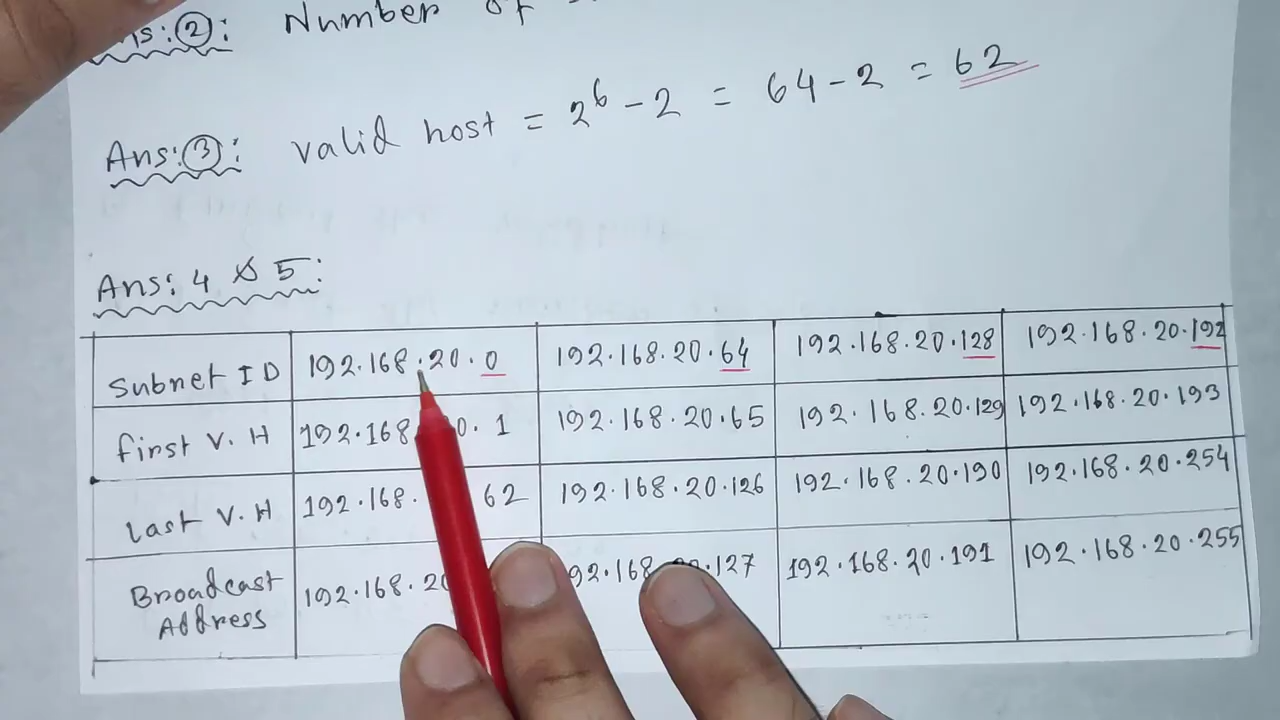 Ans: ②: Number of
Ans: ③: valid host = 2⁶ - 2 = 64 - 2 = 62
Ans: 4 & 5:
Subnet ID 192.168.20.0 192.168.20.64 192.168.20.128 192.168.20.192
first V. H 192.168 0.1 192.168.20.65 192.168.20.129 192.168.20.193
last V. H 192.168. 62 192.168.20.126 192.168.20.190 192.168.20.254
Broadcast Address 192.168.20 92.168 .127 192.168.20.191 192.168.20.255